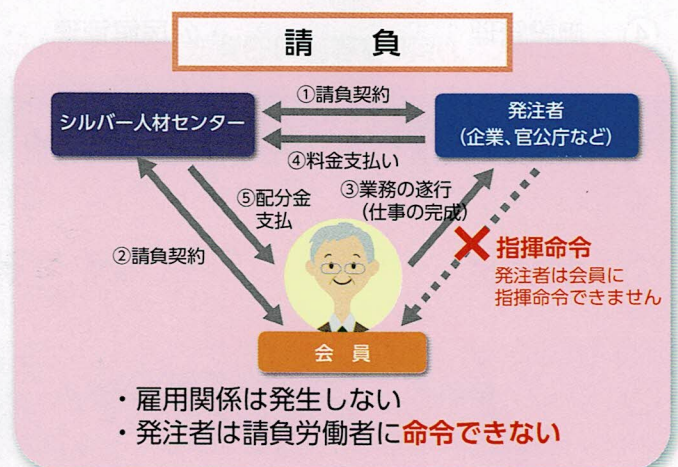 請 負
シルバー人材センター
①請負契約
発注者
(企業、官公庁など)
④料金支払い
⑤配分金
支払
③業務の遂行
(仕事の完成)
②請負契約
指揮命令
発注者は会員に
指揮命令できません
会 員
・雇用関係は発生しない
・発注者は請負労働者に命令できない